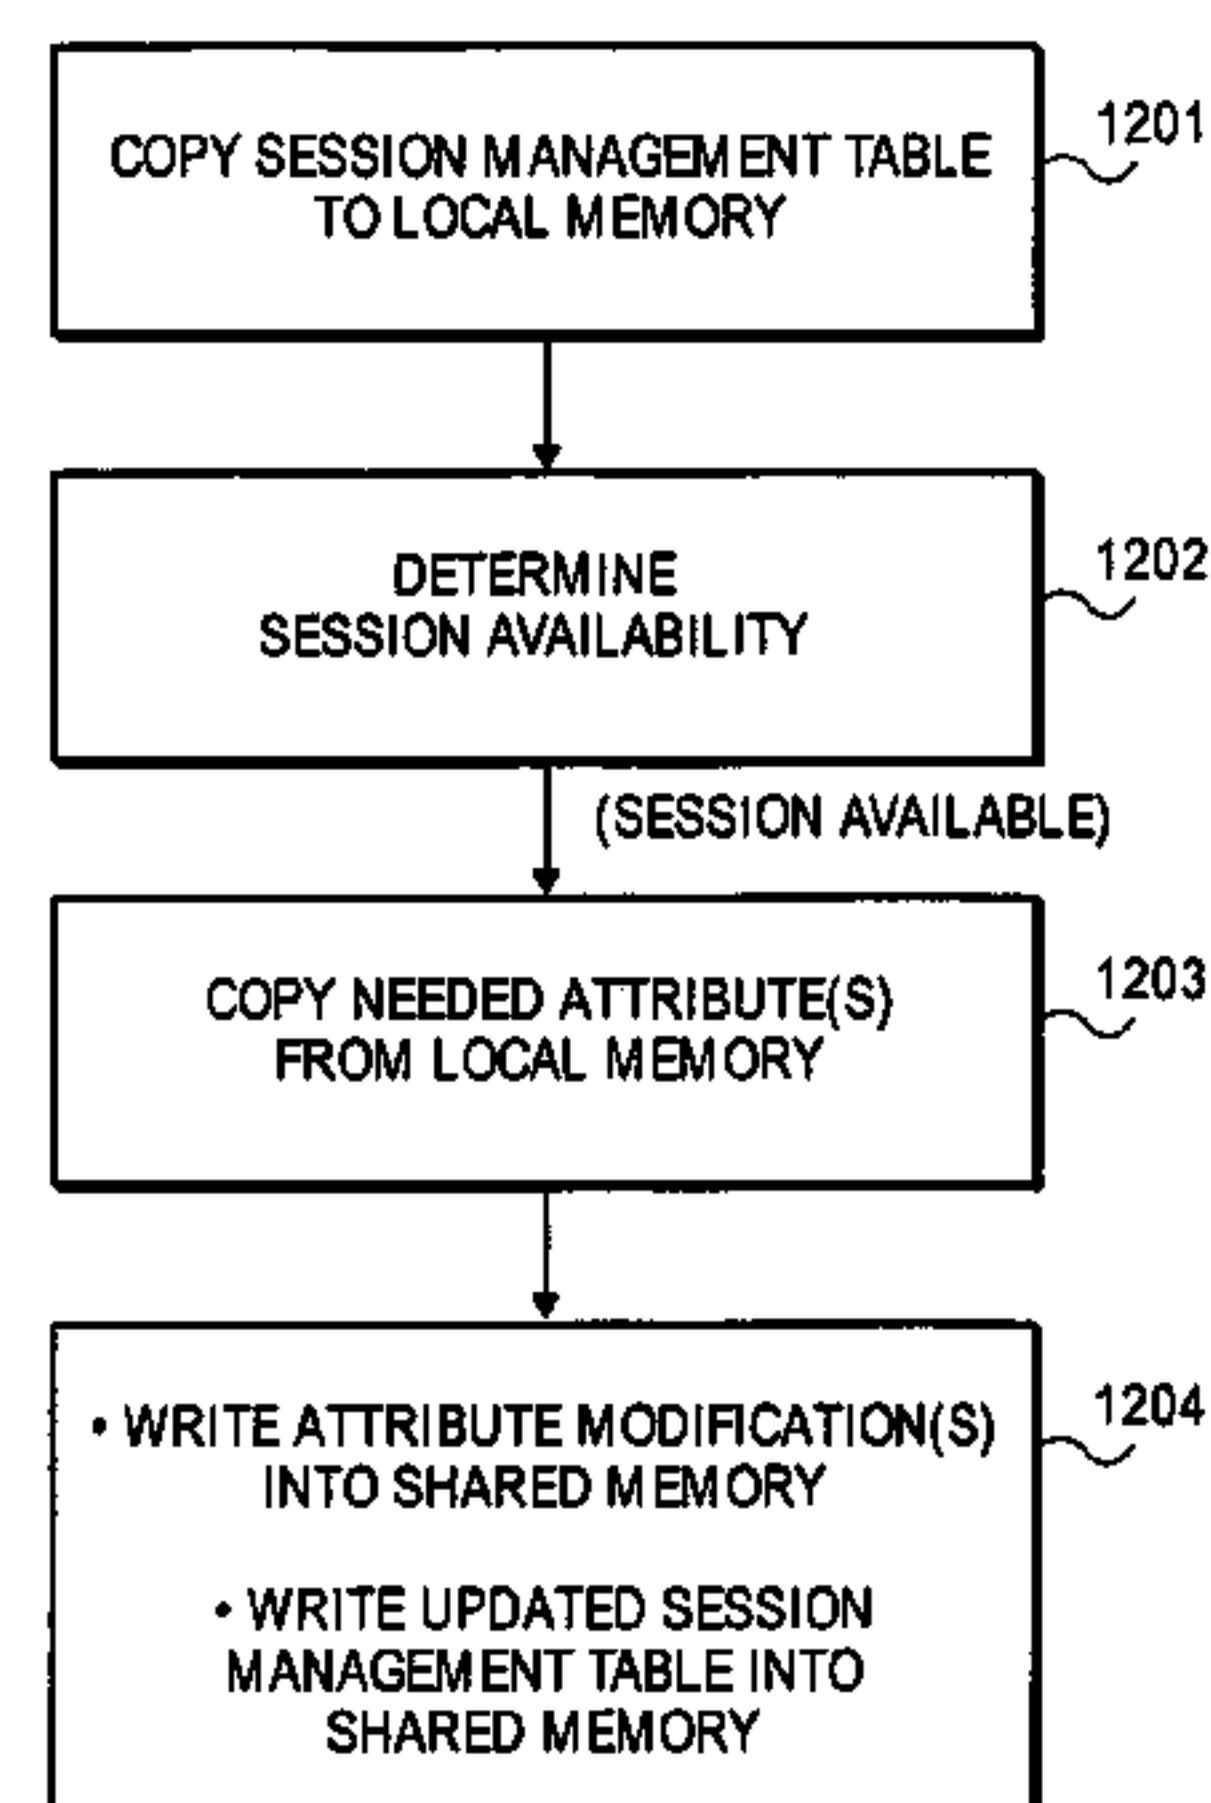 COPY SESSION MANAGEMENT TABLE
TO LOCAL MEMORY
1201
DETERMINE
SESSION AVAILABILITY
1202
(SESSION AVAILABLE)
COPY NEEDED ATTRIBUTE(S)
FROM LOCAL MEMORY
1203
• WRITE ATTRIBUTE MODIFICATION(S)
INTO SHARED MEMORY
1204
• WRITE UPDATED SESSION
MANAGEMENT TABLE INTO
SHARED MEMORY